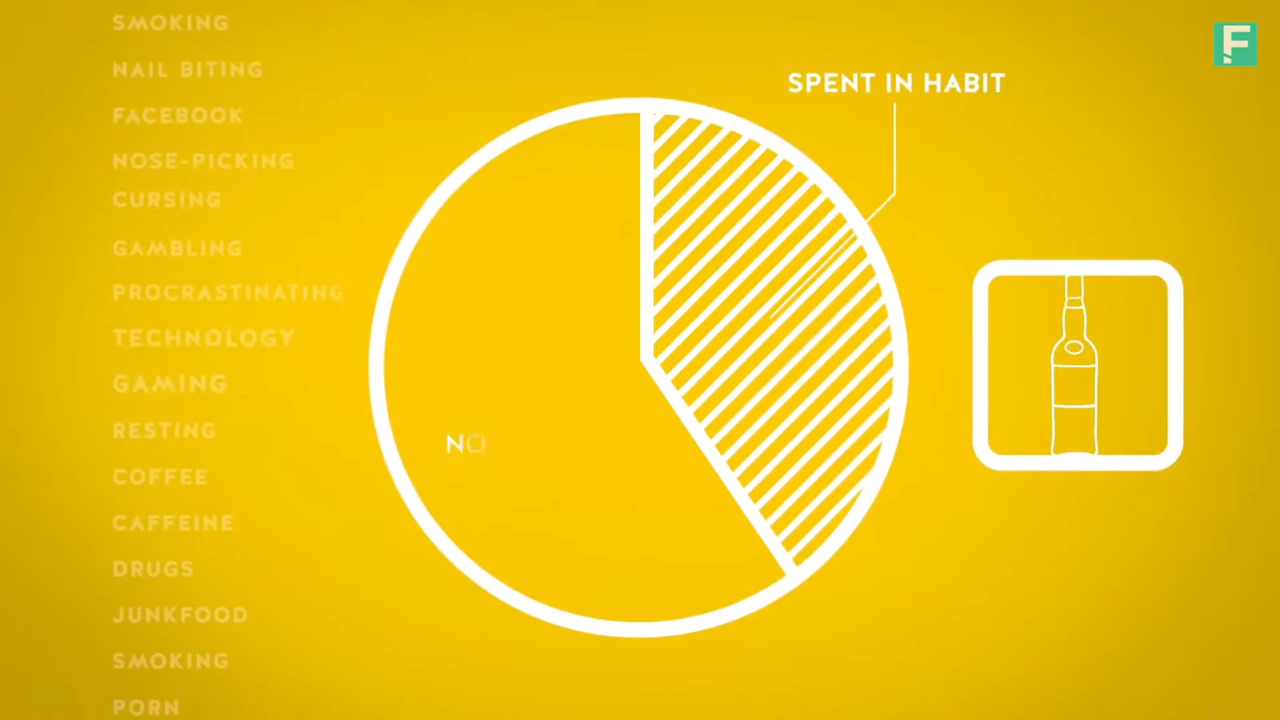 SMOKING
NAIL BITING
FACEBOOK
NOSE-PICKING
CURSING
GAMBLING
PROCRASTINATING
TECHNOLOGY
GAMING
RESTING
COFFEE
CAFFEINE
DRUGS
JUNKFOOD
SMOKING
PORN
SPENT IN HABIT
NO
F